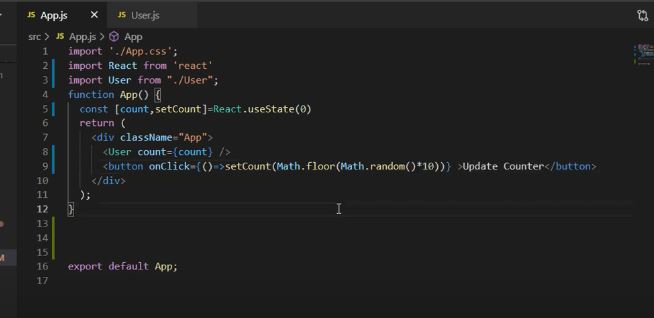 JS App.js X JS User.js
src > JS App.js > App
1 import './App.css';
2 import React from 'react'
3 import User from "./User";
4 function App() {
5 const [count,setCount]=React.useState(0)
6 return (
7 <div className="App">
8 <User count={count} />
9 <button onClick={()=>setCount(Math.floor(Math.random()*10))} >Update Counter</button>
10 </div>
11 );
12 }
13
14
15
16 export default App;
17
M